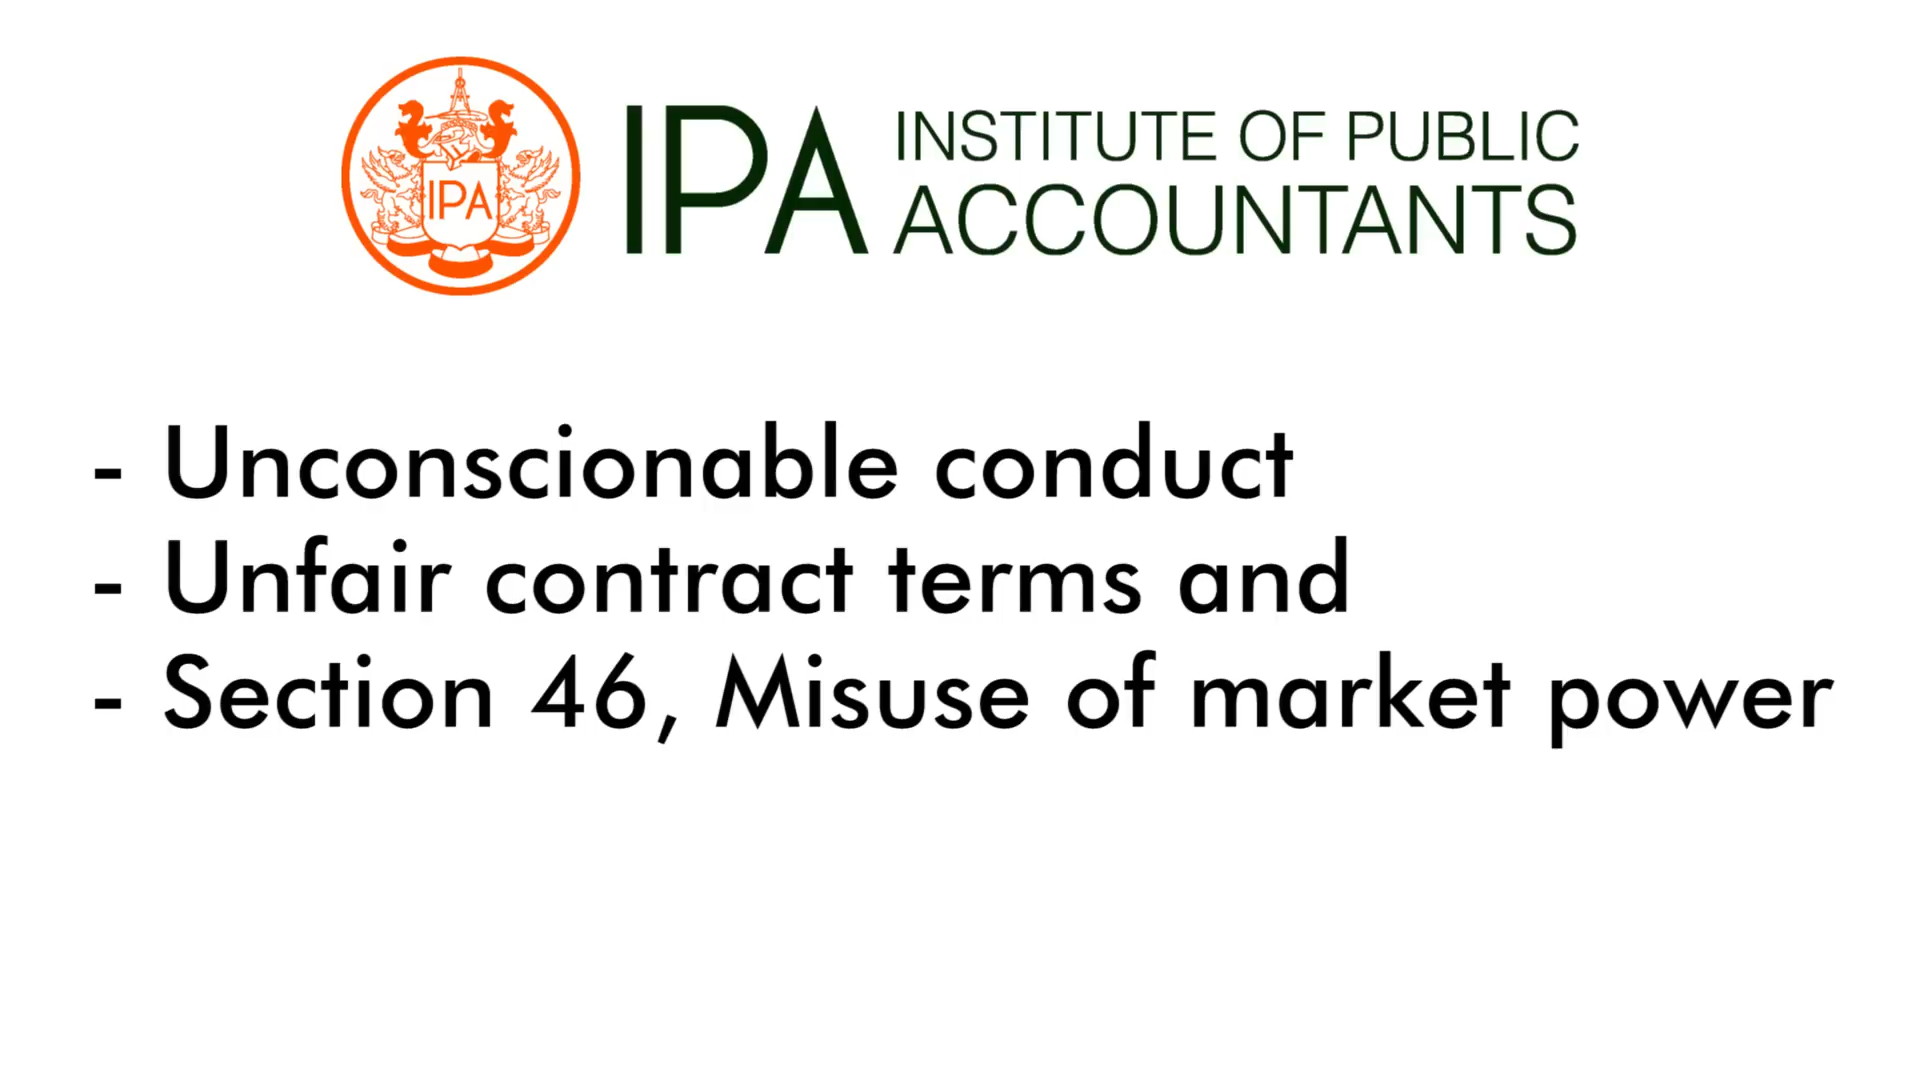 IPA
IPA
INSTITUTE OF PUBLIC
ACCOUNTANTS
- Unconscionable conduct
- Unfair contract terms and
- Section 46, Misuse of market power